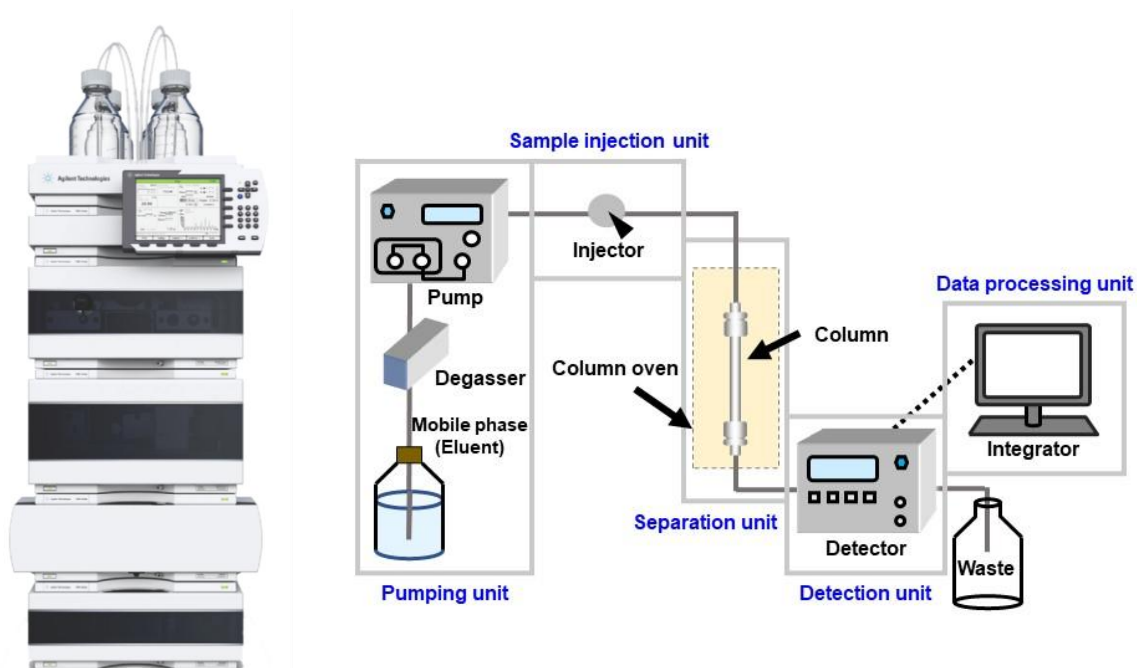 Agilent Technologies
Sample injection unit
Injector
Pump
Data processing unit
Column
Column oven
Degasser
Mobile phase
(Eluent)
Integrator
Separation unit
Detector
Waste
Pumping unit
Detection unit